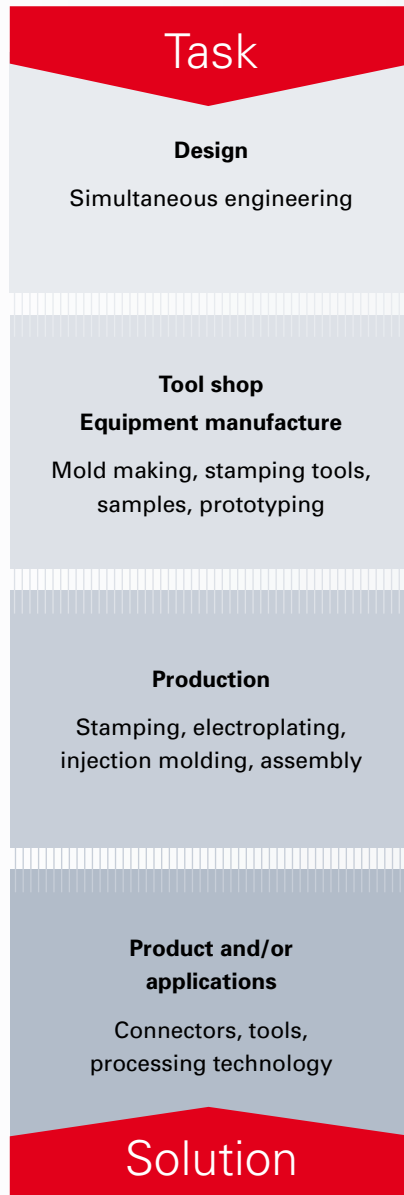 Task
Design
Simultaneous engineering
Tool shop
Equipment manufacture
Mold making, stamping tools,
samples, prototyping
Production
Stamping, electroplating,
injection molding, assembly
Product and/or
applications
Connectors, tools,
processing technology
Solution